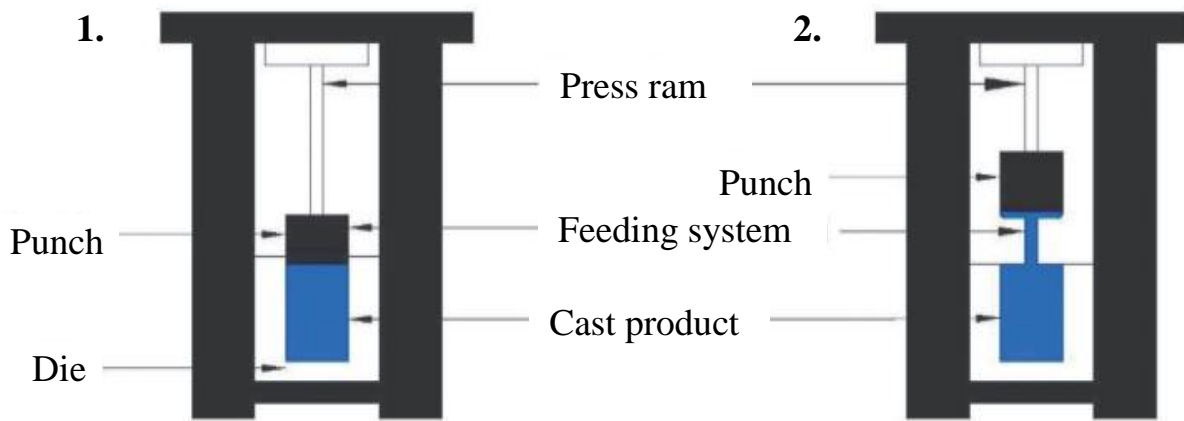 1.
2.
Press ram
Punch
Punch
Feeding system
Cast product
Die